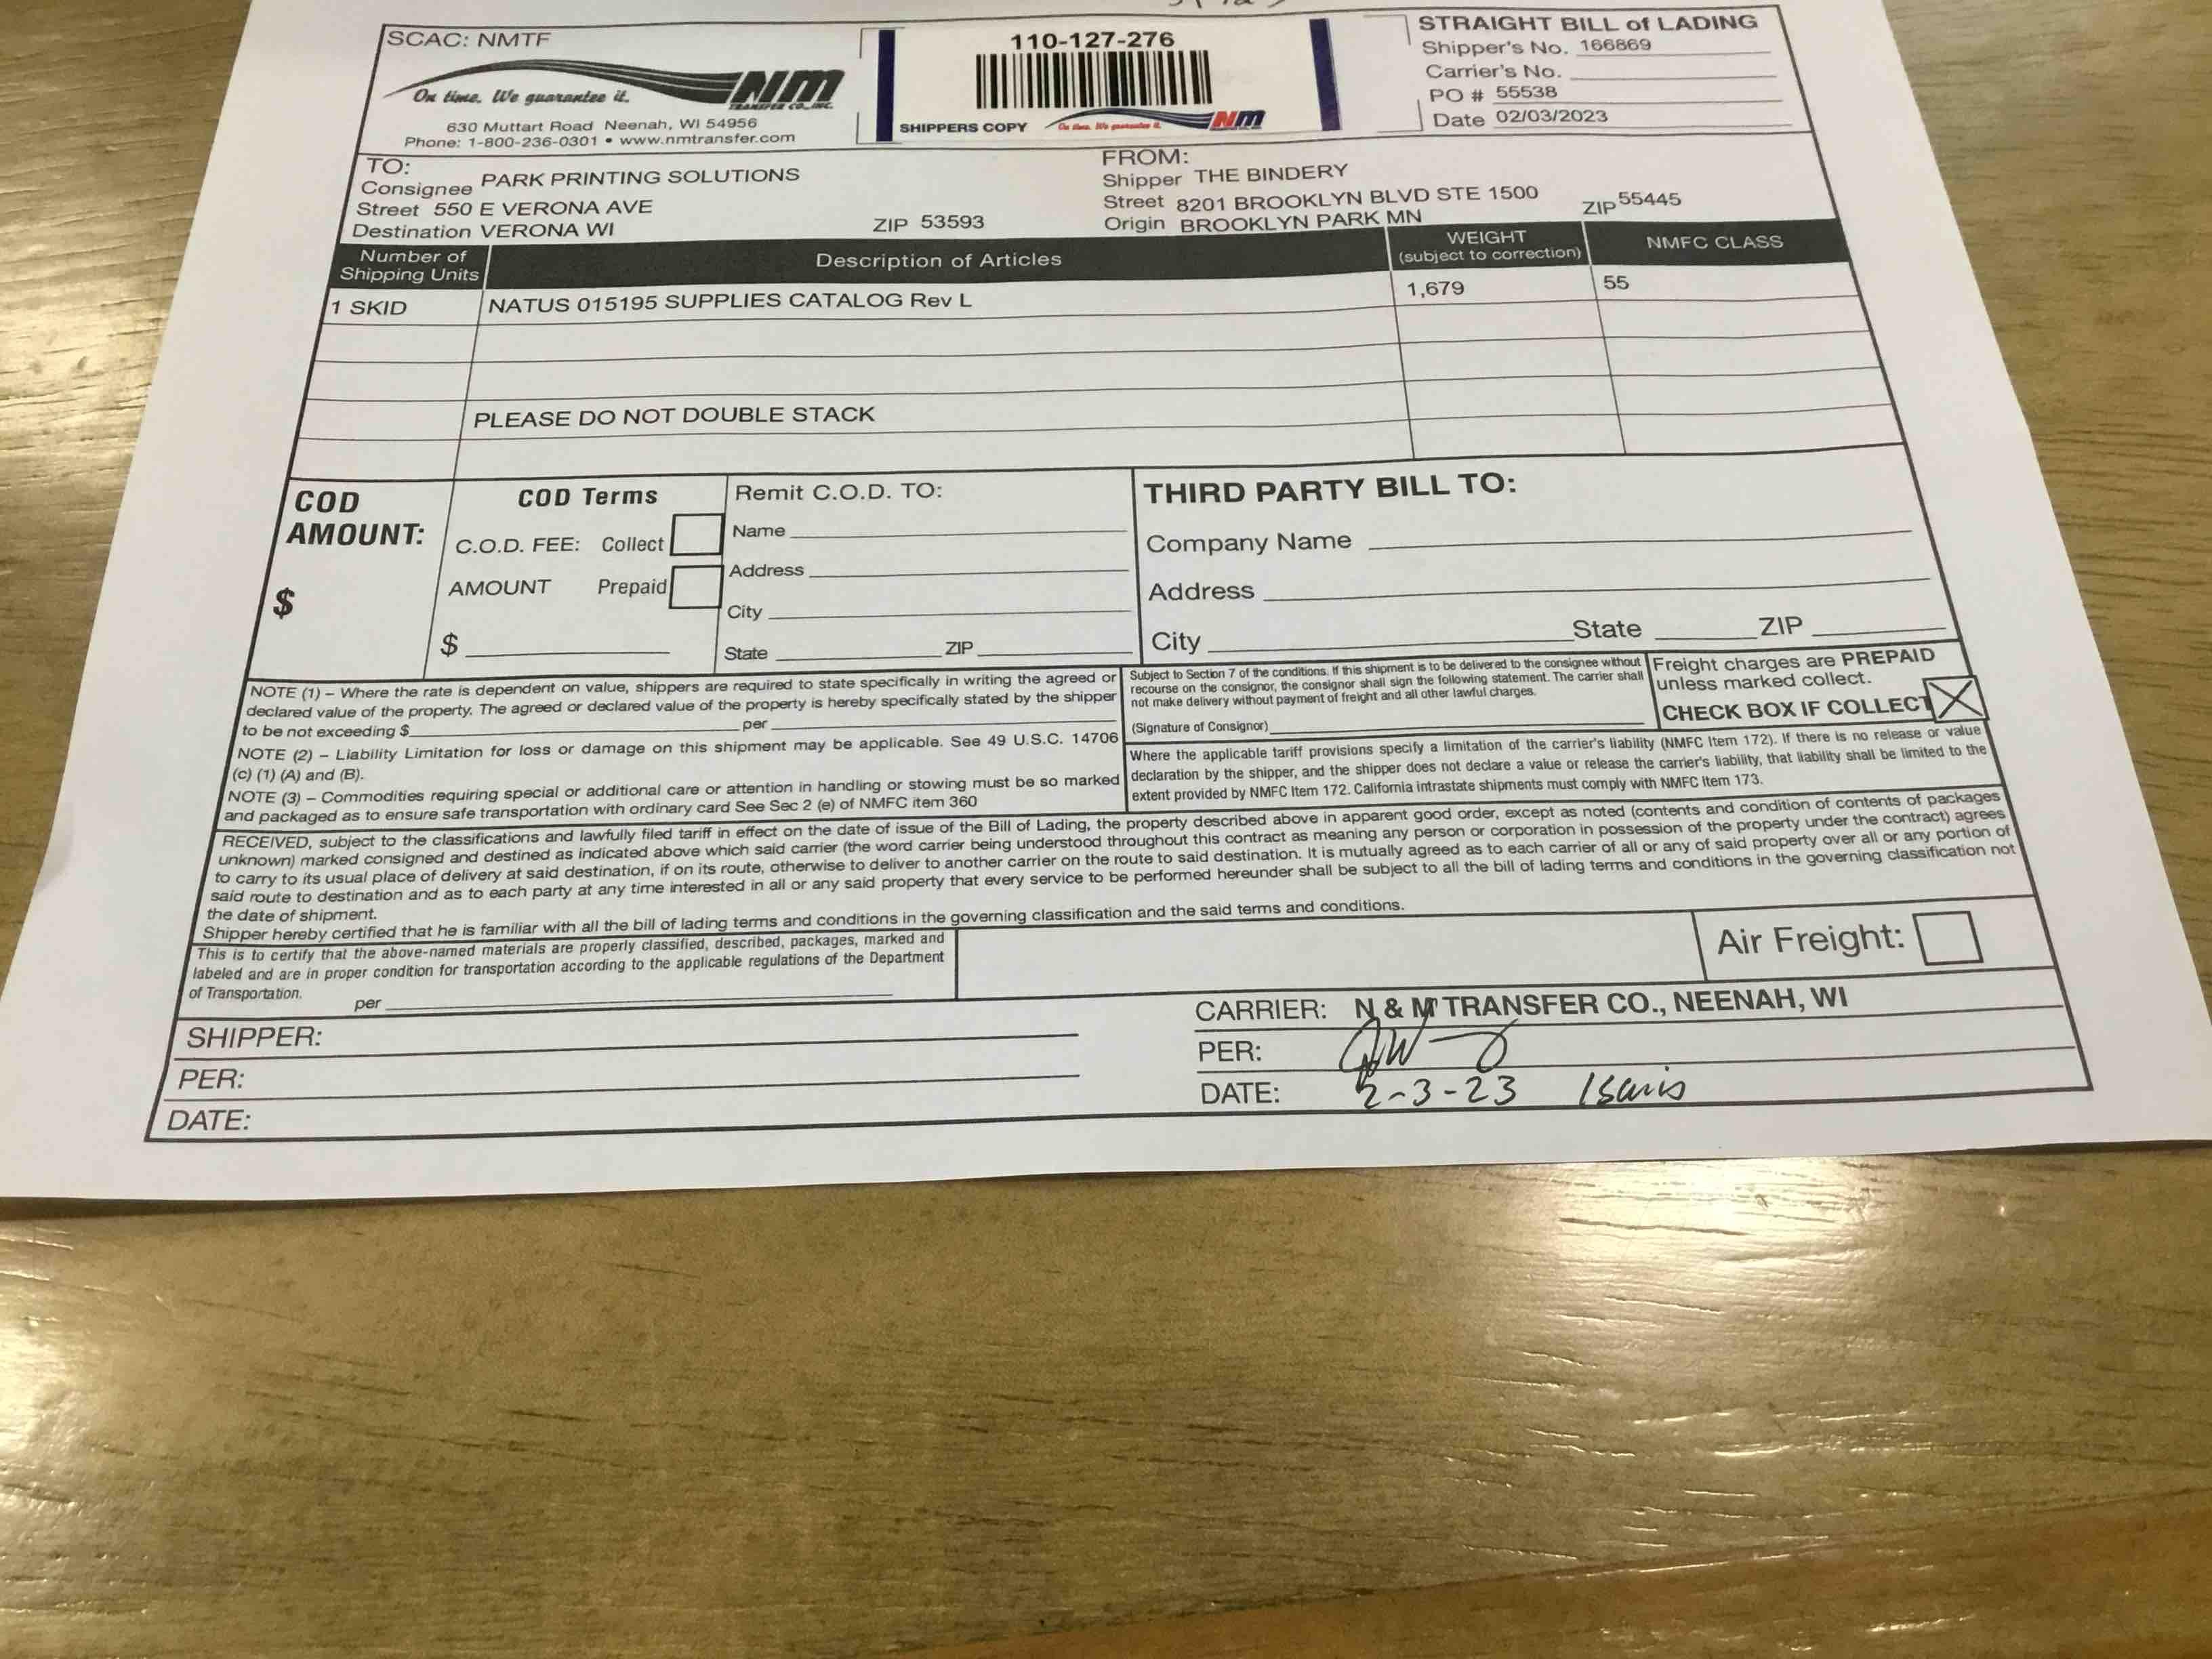 SCAC: NMTF
NM
TRANSFER CO., INC.
On time. We guarantee it.
630 Muttart Road Neenah, WI 54956
Phone: 1-800-236-0301 • www.nmtransfer.com
110-127-276
SHIPPERS COPY On time. We guarantee it. NM
STRAIGHT BILL of LADING
Shipper's No. 166869
Carrier's No.
PO # 55538
Date 02/03/2023
TO:
Consignee PARK PRINTING SOLUTIONS
Street 550 E VERONA AVE
Destination VERONA WI ZIP 53593
FROM:
Shipper THE BINDERY
Street 8201 BROOKLYN BLVD STE 1500
Origin BROOKLYN PARK MN ZIP 55445
Number of
Shipping Units
Description of Articles
WEIGHT
(subject to correction)
NMFC CLASS
1 SKID NATUS 015195 SUPPLIES CATALOG Rev L 1,679 55
PLEASE DO NOT DOUBLE STACK
COD
AMOUNT:
$
COD Terms
C.O.D. FEE: Collect
AMOUNT Prepaid
$
Remit C.O.D. TO:
Name
Address
City
State ZIP
THIRD PARTY BILL TO:
Company Name
Address
City State ZIP
NOTE (1) – Where the rate is dependent on value, shippers are required to state specifically in writing the agreed or
declared value of the property. The agreed or declared value of the property is hereby specifically stated by the shipper
to be not exceeding $ per
NOTE (2) – Liability Limitation for loss or damage on this shipment may be applicable. See 49 U.S.C. 14706
(c) (1) (A) and (B).
NOTE (3) – Commodities requiring special or additional care or attention in handling or stowing must be so marked
and packaged as to ensure safe transportation with ordinary card See Sec 2 (e) of NMFC item 360
Subject to Section 7 of the conditions. If this shipment is to be delivered to the consignee without
recourse on the consignor, the consignor shall sign the following statement. The carrier shall
not make delivery without payment of freight and all other lawful charges.
(Signature of Consignor)
Freight charges are PREPAID
unless marked collect.
CHECK BOX IF COLLECT
Where the applicable tariff provisions specify a limitation of the carrier's liability (NMFC Item 172). If there is no release or value
declaration by the shipper, and the shipper does not declare a value or release the carrier's liability, that liability shall be limited to the
extent provided by NMFC Item 172. California intrastate shipments must comply with NMFC Item 173.
RECEIVED, subject to the classifications and lawfully filed tariff in effect on the date of issue of the Bill of Lading, the property described above in apparent good order, except as noted (contents and condition of contents of packages
unknown) marked consigned and destined as indicated above which said carrier (the word carrier being understood throughout this contract as meaning any person or corporation in possession of the property under the contract) agrees
to carry to its usual place of delivery at said destination, if on its route, otherwise to deliver to another carrier on the route to said destination. It is mutually agreed as to each carrier of all or any of said property over all or any portion of
said route to destination and as to each party at any time interested in all or any said property that every service to be performed hereunder shall be subject to all the bill of lading terms and conditions in the governing classification not
the date of shipment.
Shipper hereby certified that he is familiar with all the bill of lading terms and conditions in the governing classification and the said terms and conditions.
This is to certify that the above-named materials are properly classified, described, packages, marked and
labeled and are in proper condition for transportation according to the applicable regulations of the Department
of Transportation.
per
Air Freight:
SHIPPER:
PER:
DATE:
CARRIER: N & M TRANSFER CO., NEENAH, WI
PER:
DATE: 2-3-23